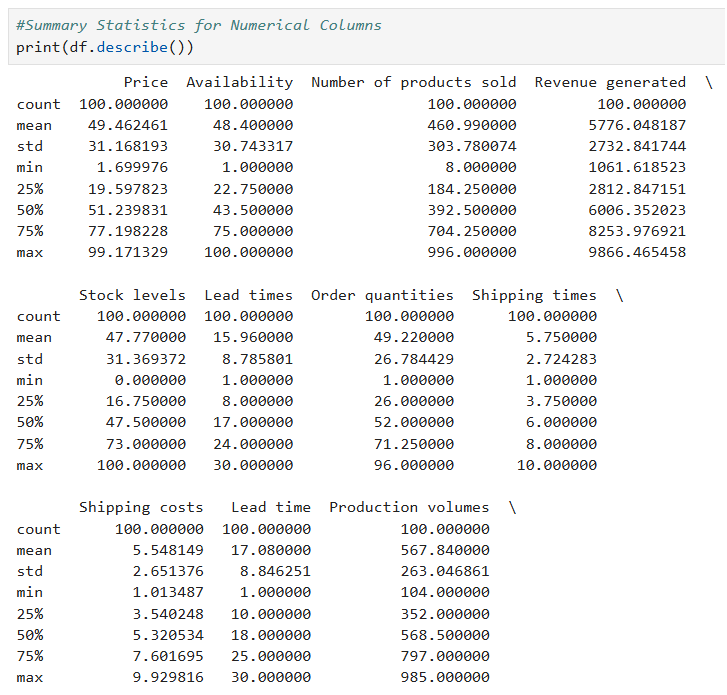 #Summary Statistics for Numerical Columns
print(df.describe())
Price Availability Number of products sold Revenue generated \
count 100.000000 100.000000 100.000000 100.000000
mean 49.462461 48.400000 460.990000 5776.048187
std 31.168193 30.743317 303.780074 2732.841744
min 1.699976 1.000000 8.000000 1061.618523
25% 19.597823 22.750000 184.250000 2812.847151
50% 51.239831 43.500000 392.500000 6006.352023
75% 77.198228 75.000000 704.250000 8253.976921
max 99.171329 100.000000 996.000000 9866.465458
Stock levels Lead times Order quantities Shipping times \
count 100.000000 100.000000 100.000000 100.000000
mean 47.770000 15.960000 49.220000 5.750000
std 31.369372 8.785801 26.784429 2.724283
min 0.000000 1.000000 1.000000 1.000000
25% 16.750000 8.000000 26.000000 3.750000
50% 47.500000 17.000000 52.000000 6.000000
75% 73.000000 24.000000 71.250000 8.000000
max 100.000000 30.000000 96.000000 10.000000
Shipping costs Lead time Production volumes \
count 100.000000 100.000000 100.000000
mean 5.548149 17.080000 567.840000
std 2.651376 8.846251 263.046861
min 1.013487 1.000000 104.000000
25% 3.540248 10.000000 352.000000
50% 5.320534 18.000000 568.500000
75% 7.601695 25.000000 797.000000
max 9.929816 30.000000 985.000000